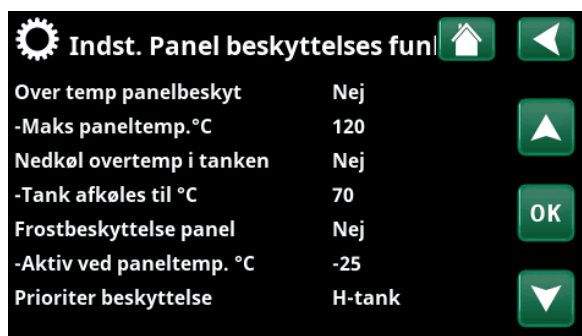 Indst. Panel beskyttelses funk
Over temp panelbeskyt Nej
-Maks paneltemp.°C 120
Nedkøl overtemp i tanken Nej
-Tank afkøles til °C 70
OK
Frostbeskyttelse panel Nej
-Aktiv ved paneltemp. °C -25
Prioriter beskyttelse H-tank